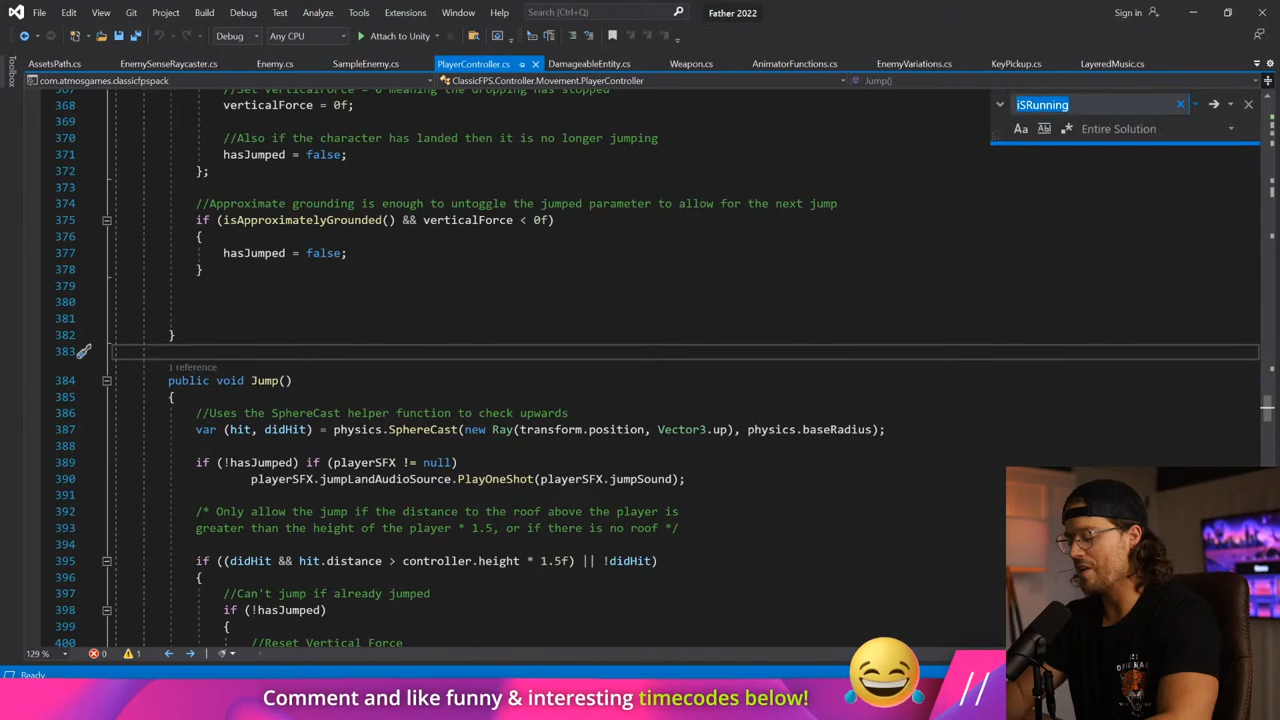 File Edit View Git Project Build Debug Test Analyze Tools Extensions Window Help Search (Ctrl+Q) Father 2022 Sign in
Debug Any CPU Attach to Unity
AssetsPath.cs EnemySenseRaycaster.cs Enemy.cs SampleEnemy.cs PlayerController.cs DamageableEntity.cs Weapon.cs AnimatorFunctions.cs EnemyVariations.cs KeyPickup.cs LayeredMusic.cs
Toolbox
com.atmosgames.classicfpspack ClassicFPS.Controller.Movement.PlayerController Jump()
iSRunning
Entire Solution
367 //Set verticalForce = 0 meaning the dropping has stopped
368 verticalForce = 0f;
369
370 //Also if the character has landed then it is no longer jumping
371 hasJumped = false;
372 };
373
374 //Approximate grounding is enough to untoggle the jumped parameter to allow for the next jump
375 if (isApproximatelyGrounded() && verticalForce < 0f)
376 {
377 hasJumped = false;
378 }
379
380
381
382 }
383
1 reference
384 public void Jump()
385 {
386 //Uses the SphereCast helper function to check upwards
387 var (hit, didHit) = physics.SphereCast(new Ray(transform.position, Vector3.up), physics.baseRadius);
388
389 if (!hasJumped) if (playerSFX != null)
390 playerSFX.jumpLandAudioSource.PlayOneShot(playerSFX.jumpSound);
391
392 /* Only allow the jump if the distance to the roof above the player is
393 greater than the height of the player * 1.5, or if there is no roof */
394
395 if ((didHit && hit.distance > controller.height * 1.5f) || !didHit)
396 {
397 //Can't jump if already jumped
398 if (!hasJumped)
399 {
400 //Reset Vertical Force
129 % 0 1
Ready
Comment and like funny & interesting timecodes below! //